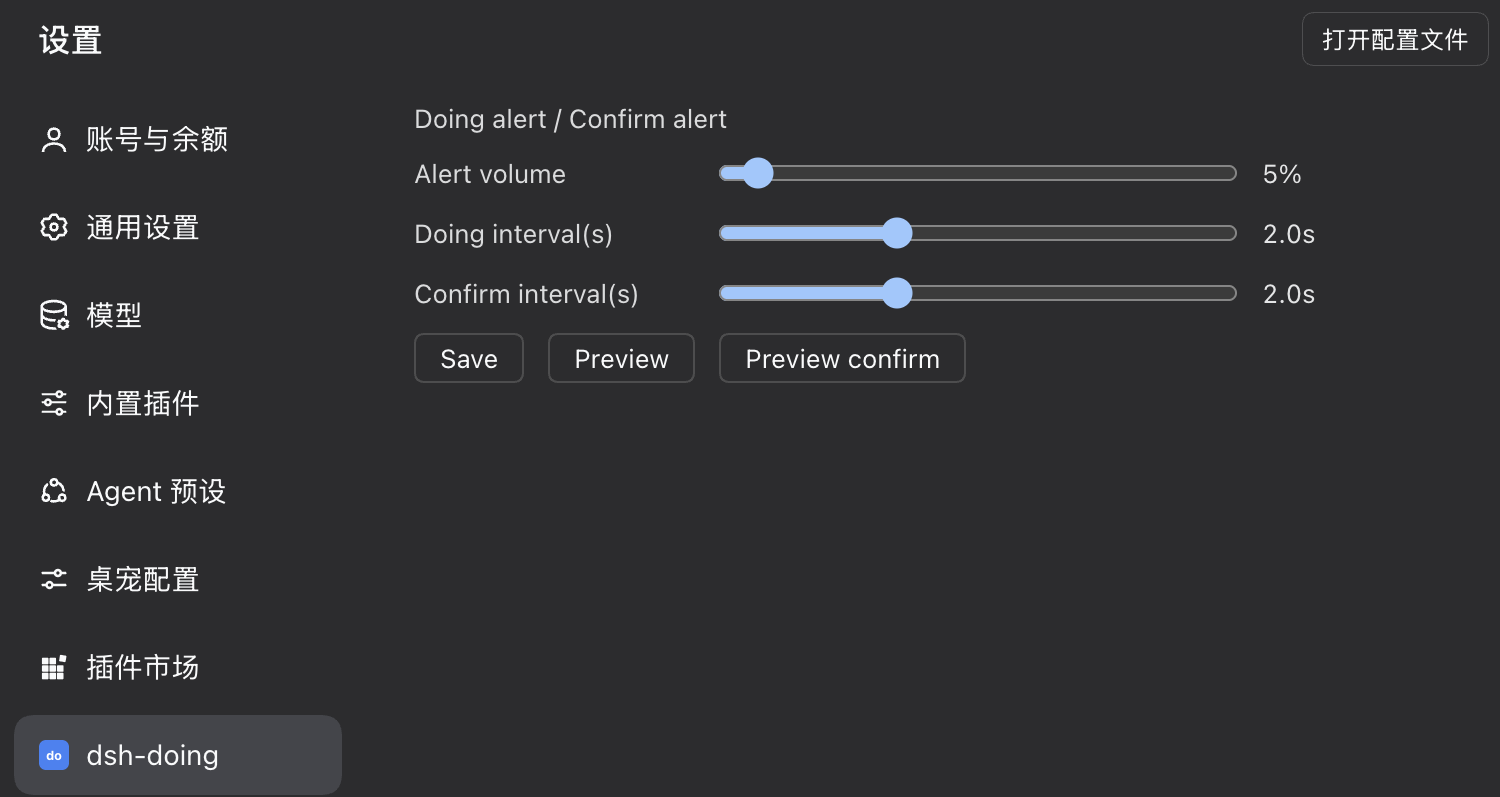 设置
打开配置文件
账号与余额
通用设置
模型
内置插件
Agent 预设
桌宠配置
插件市场
do dsh-doing
Doing alert / Confirm alert
Alert volume 5%
Doing interval(s) 2.0s
Confirm interval(s) 2.0s
Save Preview Preview confirm